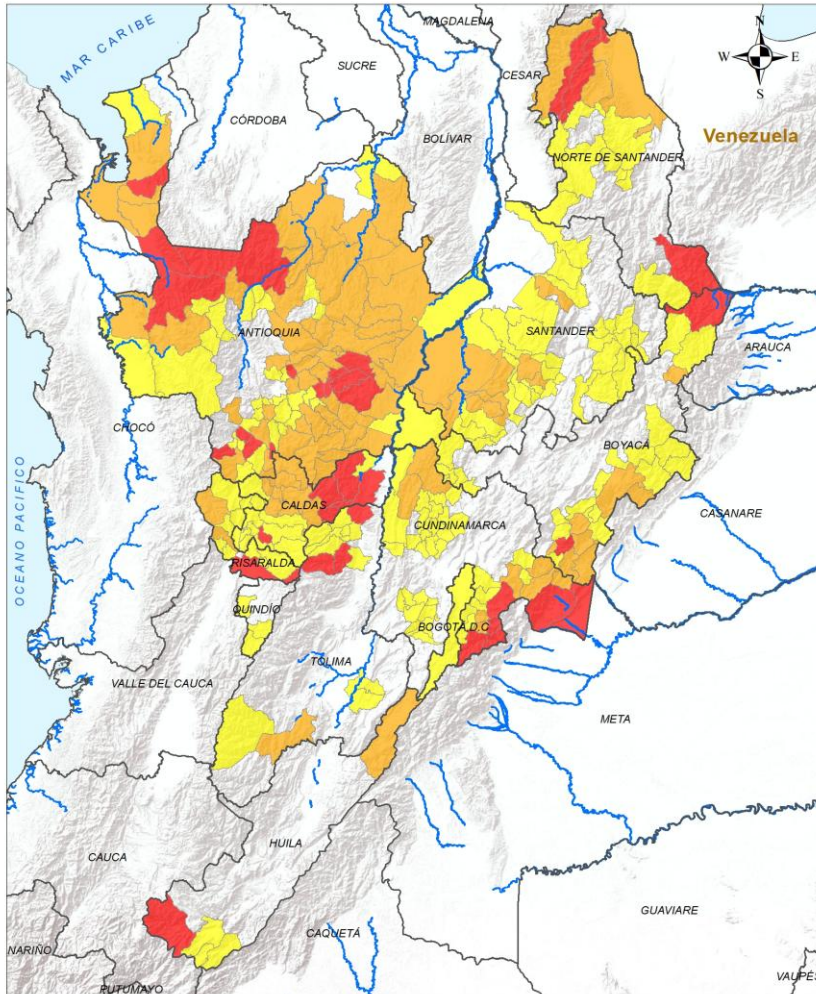 MAR CARIBE
MAGDALENA
N
W E
S
SUCRE
CESAR
CÓRDOBA
BOLÍVAR
Venezuela
NORTE DE SANTANDER
ANTIOQUIA
SANTANDER
ARAUCA
CHOCÓ
BOYACA
OCEANO PACIFICO
CALDAS
CUNDINAMARCA
CASANARE
RISARALDA
QUINDÍO
BOGOTÁ D.C
TOLIMA
VALLE DEL CAUCA
META
HUILA
CAUCA
GUAVIARE
CAQUETÁ
NARIÑO
PUTUMAYO
VAUPÉS